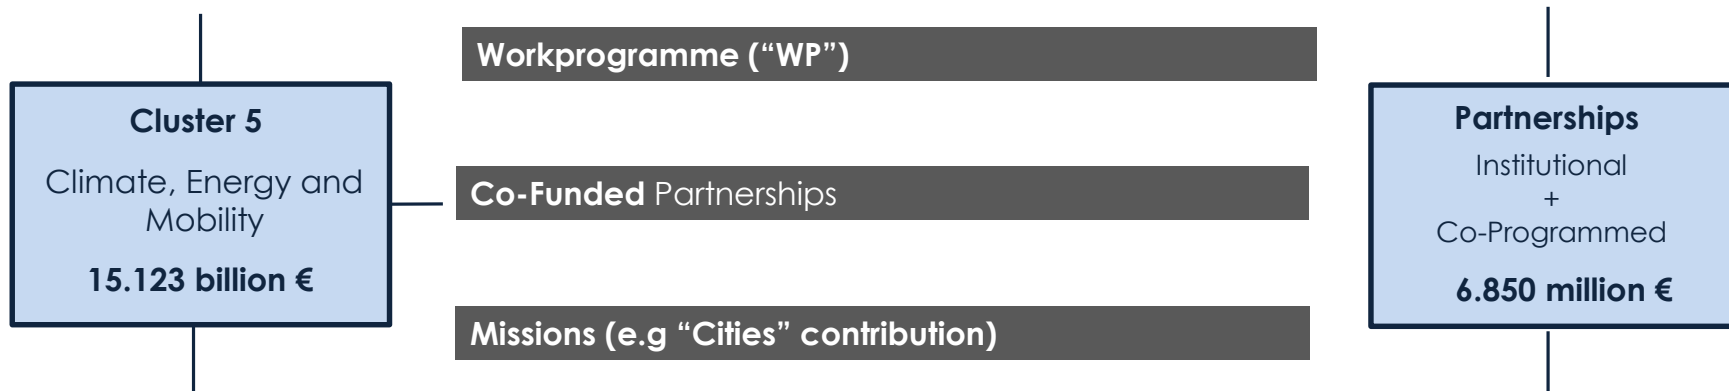 Cluster 5
Climate, Energy and
Mobility
15.123 billion €
Workprogramme (“WP”)
Co-Funded Partnerships
Missions (e.g “Cities” contribution)
Partnerships
Institutional
+
Co-Programmed
6.850 million €